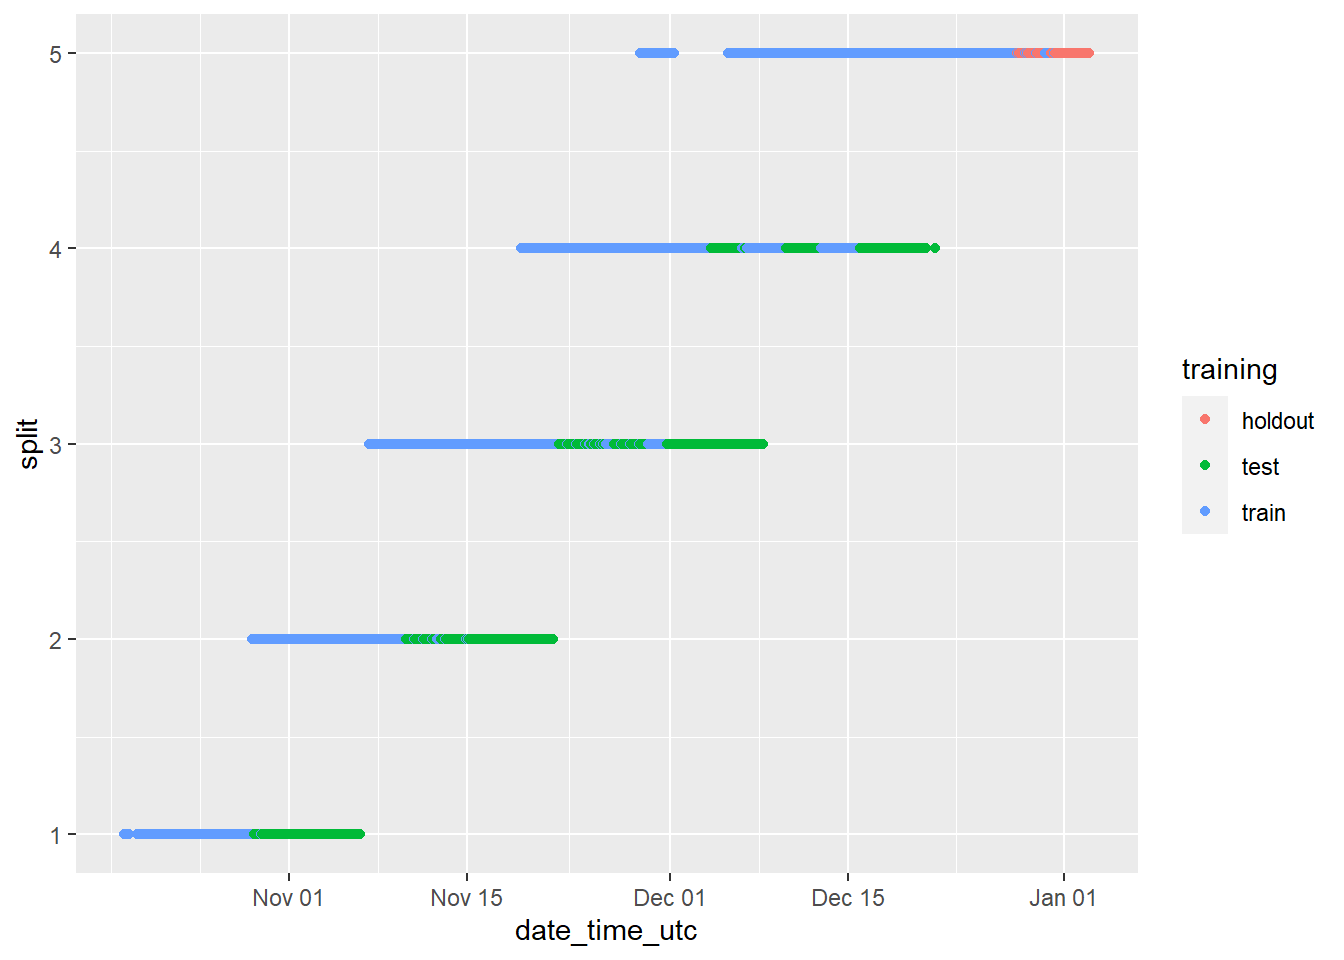 5
4
3
2
1
split
Nov 01
Nov 15
Dec 01
Dec 15
Jan 01
date_time_utc
training
holdout
test
train